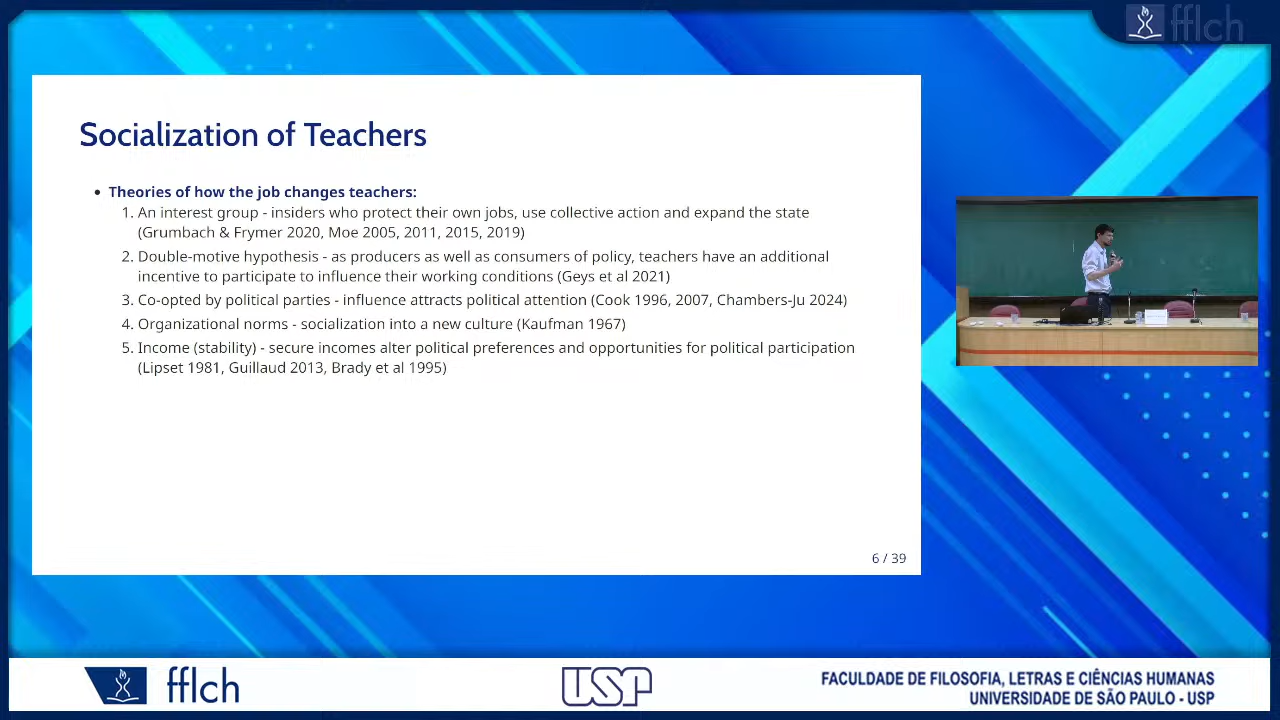 fflch
Socialization of Teachers
• Theories of how the job changes teachers:
1. An interest group - insiders who protect their own jobs, use collective action and expand the state
(Grumbach & Frymer 2020, Moe 2005, 2011, 2015, 2019)
2. Double-motive hypothesis - as producers as well as consumers of policy, teachers have an additional
incentive to participate to influence their working conditions (Geys et al 2021)
3. Co-opted by political parties - influence attracts political attention (Cook 1996, 2007, Chambers-Ju 2024)
4. Organizational norms - socialization into a new culture (Kaufman 1967)
5. Income (stability) - secure incomes alter political preferences and opportunities for political participation
(Lipset 1981, Guillaud 2013, Brady et al 1995)
6 / 39
fflch
USP
FACULDADE DE FILOSOFIA, LETRAS E CIÊNCIAS HUMANAS
UNIVERSIDADE DE SÃO PAULO - USP